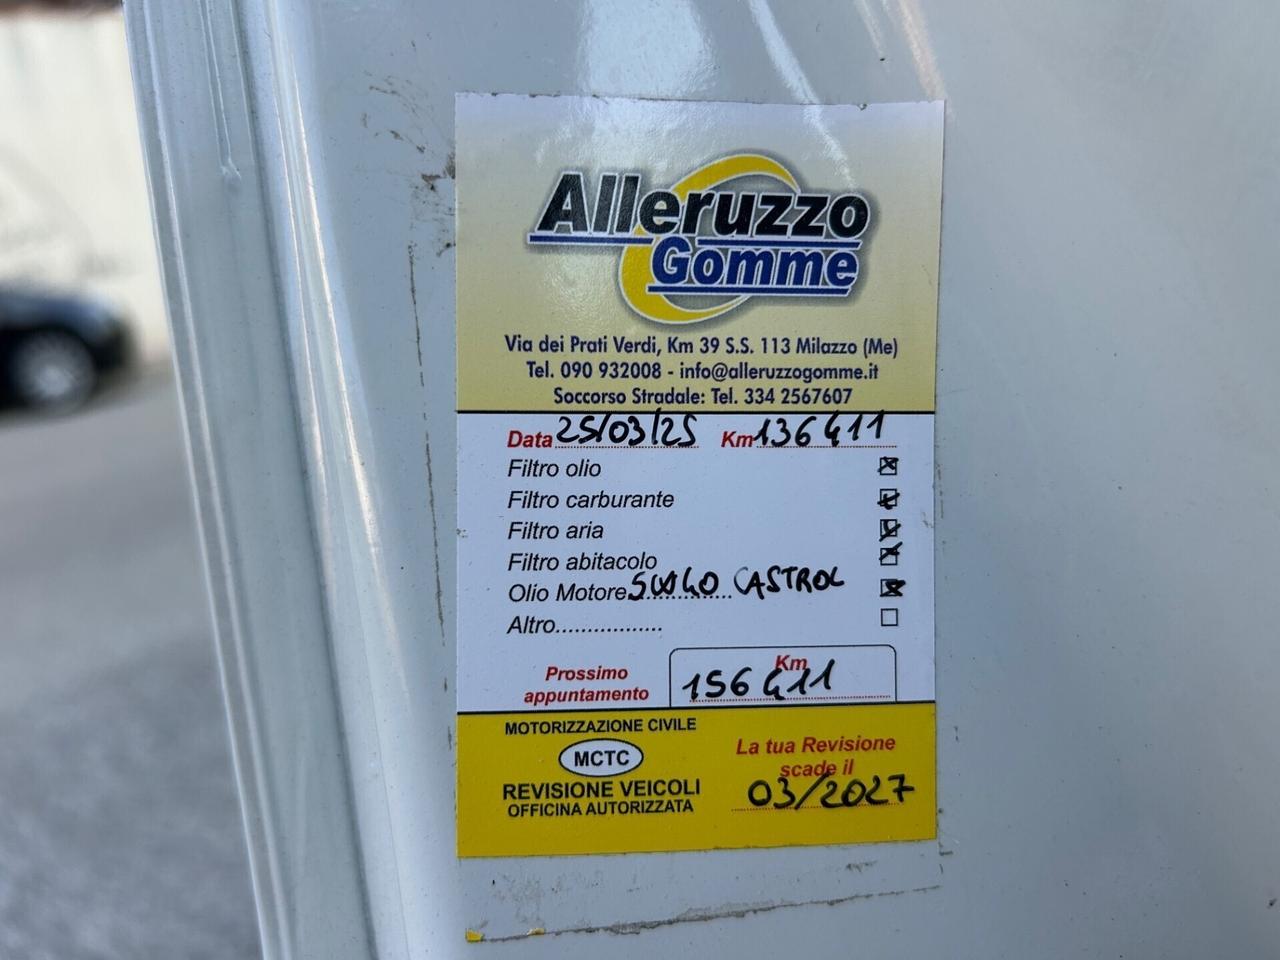 Alleruzzo
Gomme
Via dei Prati Verdi, Km 39 S.S. 113 Milazzo (Me)
Tel. 090 932008 - info@alleruzzogomme.it
Soccorso Stradale: Tel. 334 2567607
Data 25/03/25 Km 136411
Filtro olio
Filtro carburante
Filtro aria
Filtro abitacolo
Olio Motore 5W40 CASTROL
Altro.................
Prossimo
appuntamento
Km
156411
MOTORIZZAZIONE CIVILE
MCTC
REVISIONE VEICOLI
OFFICINA AUTORIZZATA
La tua Revisione
scade il
03/2027